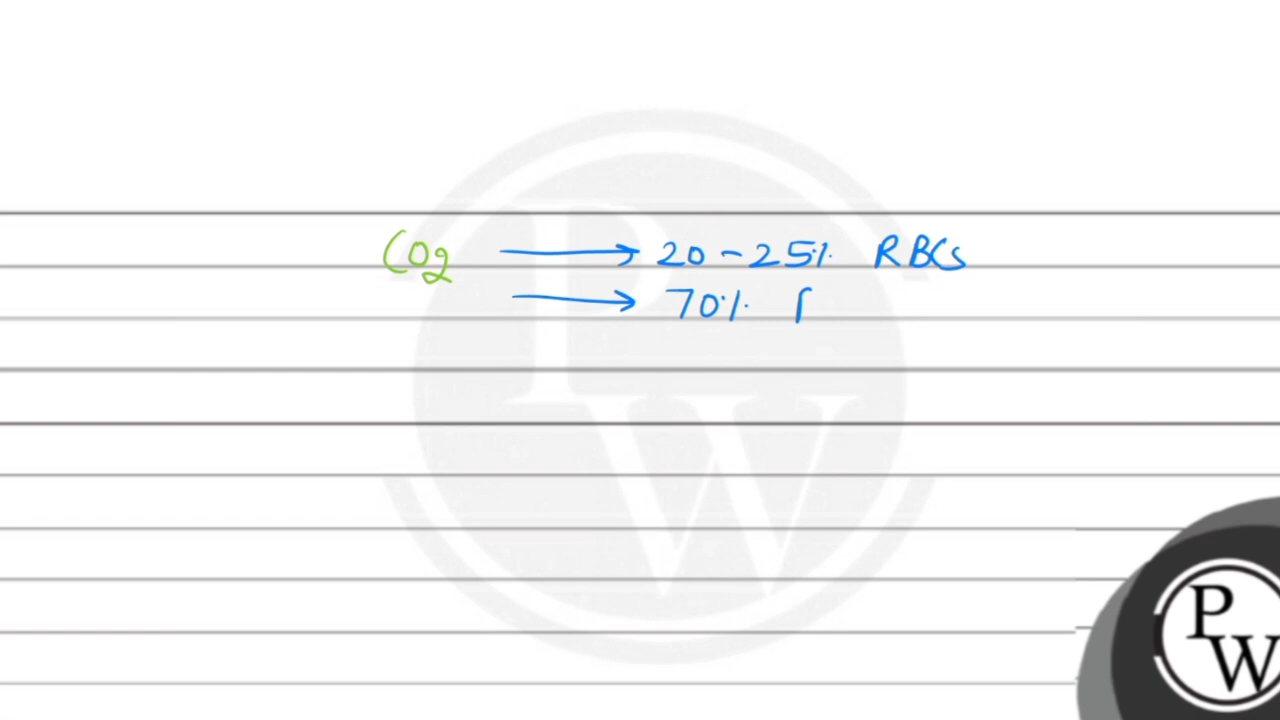 CO2 → 20-25% RBCs
→ 70%
P
W
P
W